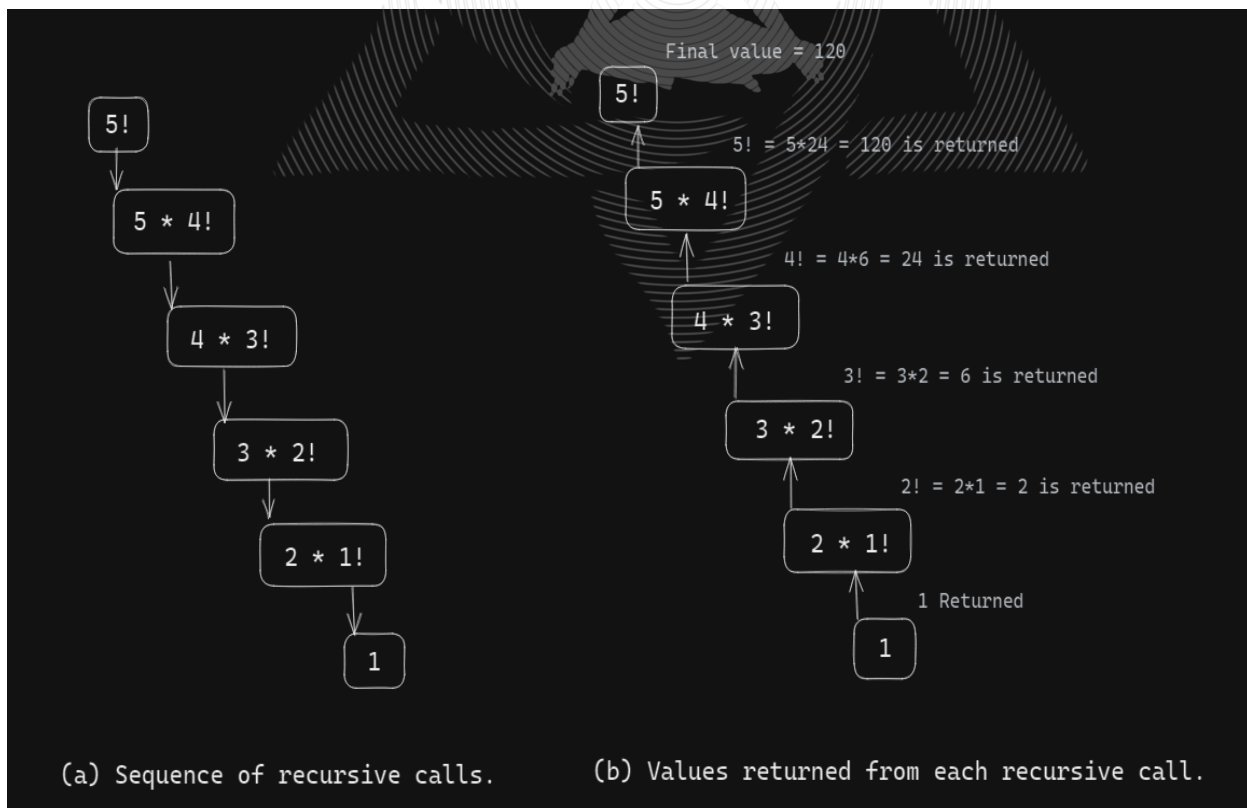 5!
5 * 4!
4 * 3!
3 * 2!
2 * 1!
1
(a) Sequence of recursive calls.
Final value = 120
5!
5! = 5*24 = 120 is returned
5 * 4!
4! = 4*6 = 24 is returned
4 * 3!
3! = 3*2 = 6 is returned
3 * 2!
2! = 2*1 = 2 is returned
2 * 1!
1 Returned
1
(b) Values returned from each recursive call.